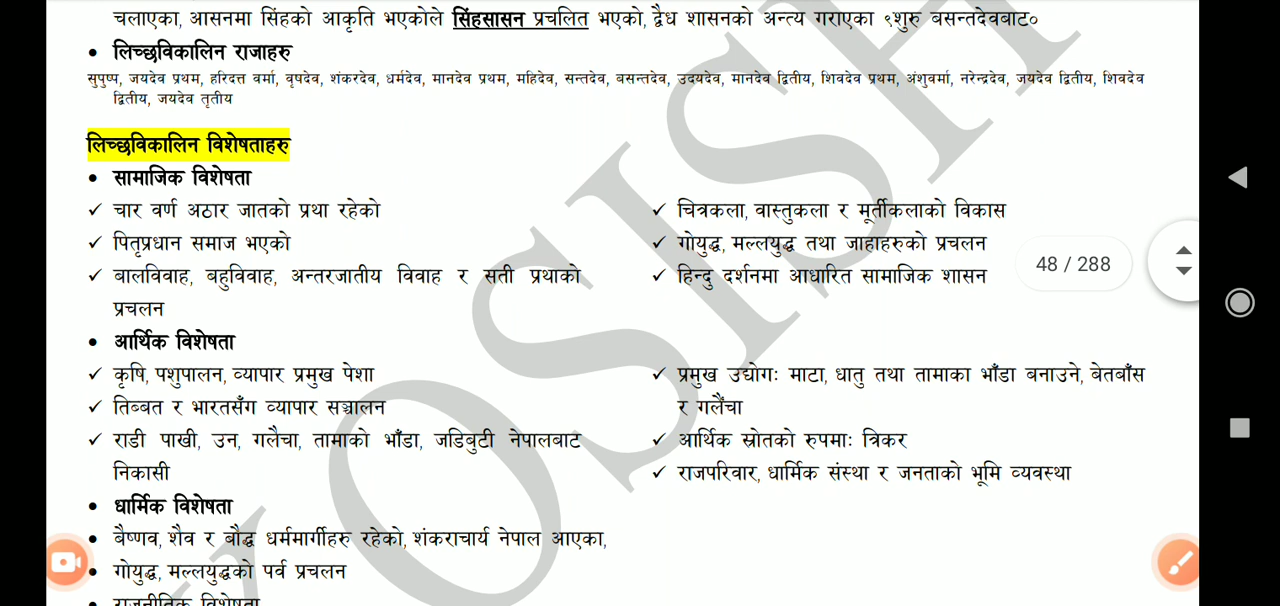 चलाएका, आसनमा सिंहको आकृति भएकोले सिंहसासन प्रचलित भएको, द्वैध शासनको अन्त्य गराएका ९शुरु बसन्तदेवबाट०
• लिच्छविकालिन राजाहरु
सुपुष्प, जयदेव प्रथम, हरिदत्त वर्मा, वृषदेव, शंकरदेव, धर्मदेव, मानदेव प्रथम, महिदेव, सन्तदेव, बसन्तदेव, उदयदेव, मानदेव द्वितीय, शिवदेव प्रथम, अंशुवर्मा, नरेन्द्रदेव, जयदेव द्वितीय, शिवदेव
द्वितीय, जयदेव तृतीय
लिच्छविकालिन विशेषताहरु
• सामाजिक विशेषता
✓ चार वर्ण अठार जातको प्रथा रहेको
✓ पितृप्रधान समाज भएको
✓ बालविवाह, बहुविवाह, अन्तरजातीय विवाह र सती प्रथाको
प्रचलन
✓ चित्रकला, वास्तुकला र मूर्तीकलाको विकास
✓ गोयुद्ध, मल्लयुद्ध तथा जाहाहरुको प्रचलन
✓ हिन्दु दर्शनमा आधारित सामाजिक शासन
• आर्थिक विशेषता
✓ कृषि, पशुपालन, व्यापार प्रमुख पेशा
✓ तिब्बत र भारतसँग व्यापार सञ्चालन
✓ राडी पाखी, उन, गलैचा, तामाको भाँडा, जडिबुटी नेपालबाट
निकासी
✓ प्रमुख उद्योगः माटा, धातु तथा तामाका भाँडा बनाउने, बेतबाँस
र गलैंचा
✓ आर्थिक स्रोतको रुपमाः त्रिकर
✓ राजपरिवार, धार्मिक संस्था र जनताको भूमि व्यवस्था
• धार्मिक विशेषता
• बैष्णव, शैव र बौद्ध धर्ममार्गीहरु रहेको, शंकराचार्य नेपाल आएका,
• गोयुद्ध, मल्लयुद्धको पर्व प्रचलन
• राजनीतिक विशेषता
48 / 288